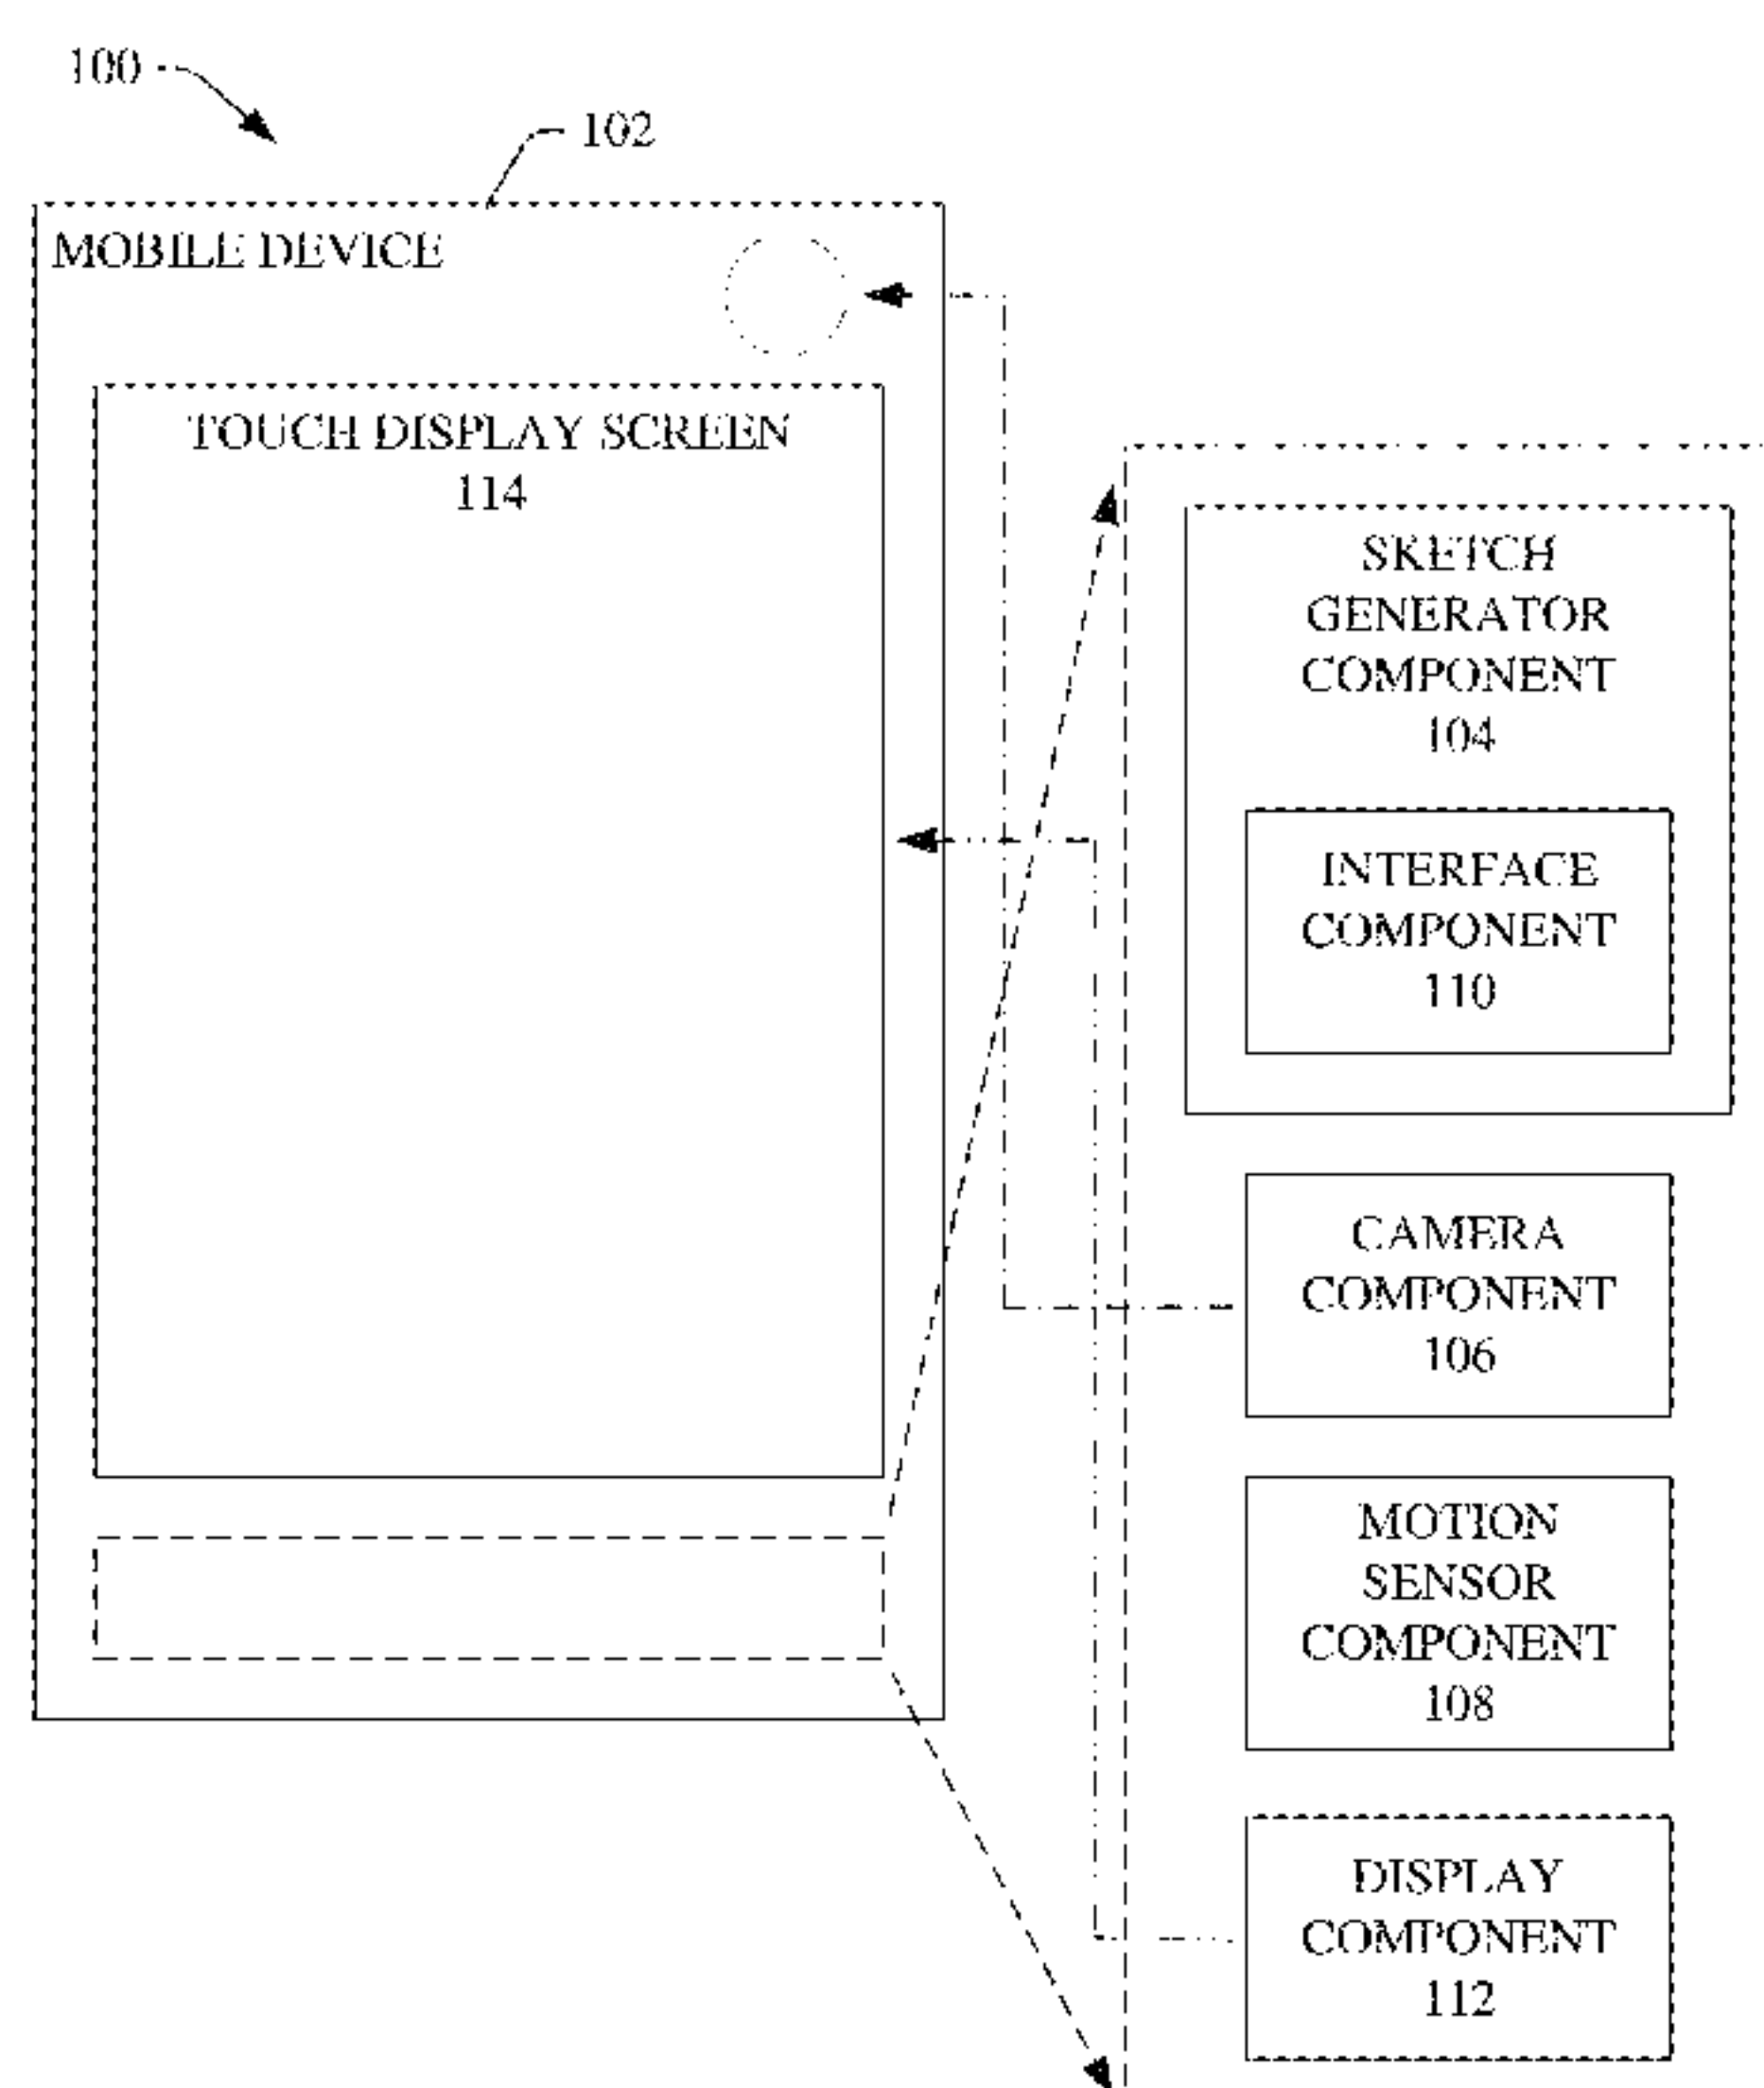 100
102
MOBILE DEVICE
TOUCH DISPLAY SCREEN
114
SKETCH
GENERATOR
COMPONENT
104
INTERFACE
COMPONENT
110
CAMERA
COMPONENT
106
MOTION
SENSOR
COMPONENT
108
DISPLAY
COMPONENT
112